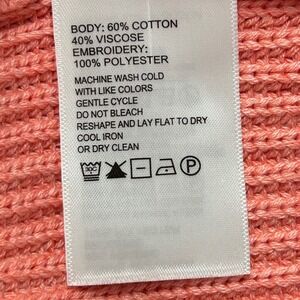 BODY: 60% COTTON
40% VISCOSE
EMBROIDERY:
100% POLYESTER
MACHINE WASH COLD
WITH LIKE COLORS
GENTLE CYCLE
DO NOT BLEACH
RESHAPE AND LAY FLAT TO DRY
COOL IRON
OR DRY CLEAN
P